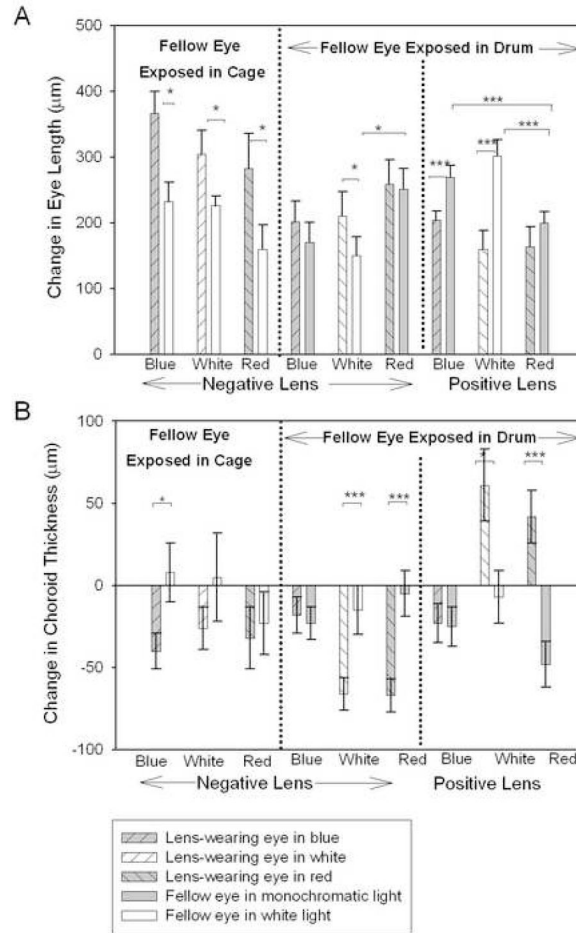 A
Fellow Eye
Exposed in Cage
Fellow Eye Exposed in Drum
Change in Eye Length (μm)
500
400
300
200
100
0
* * * * * *** *** *** ***
Blue White Red Blue White Red Blue White Red
Negative Lens Positive Lens
B
Fellow Eye
Exposed in Cage
Fellow Eye Exposed in Drum
Change in Choroid Thickness (μm)
100
50
0
-50
-100
* *** *** * ***
Blue White Red Blue White Red Blue White Red
Negative Lens Positive Lens
Lens-wearing eye in blue
Lens-wearing eye in white
Lens-wearing eye in red
Fellow eye in monochromatic light
Fellow eye in white light